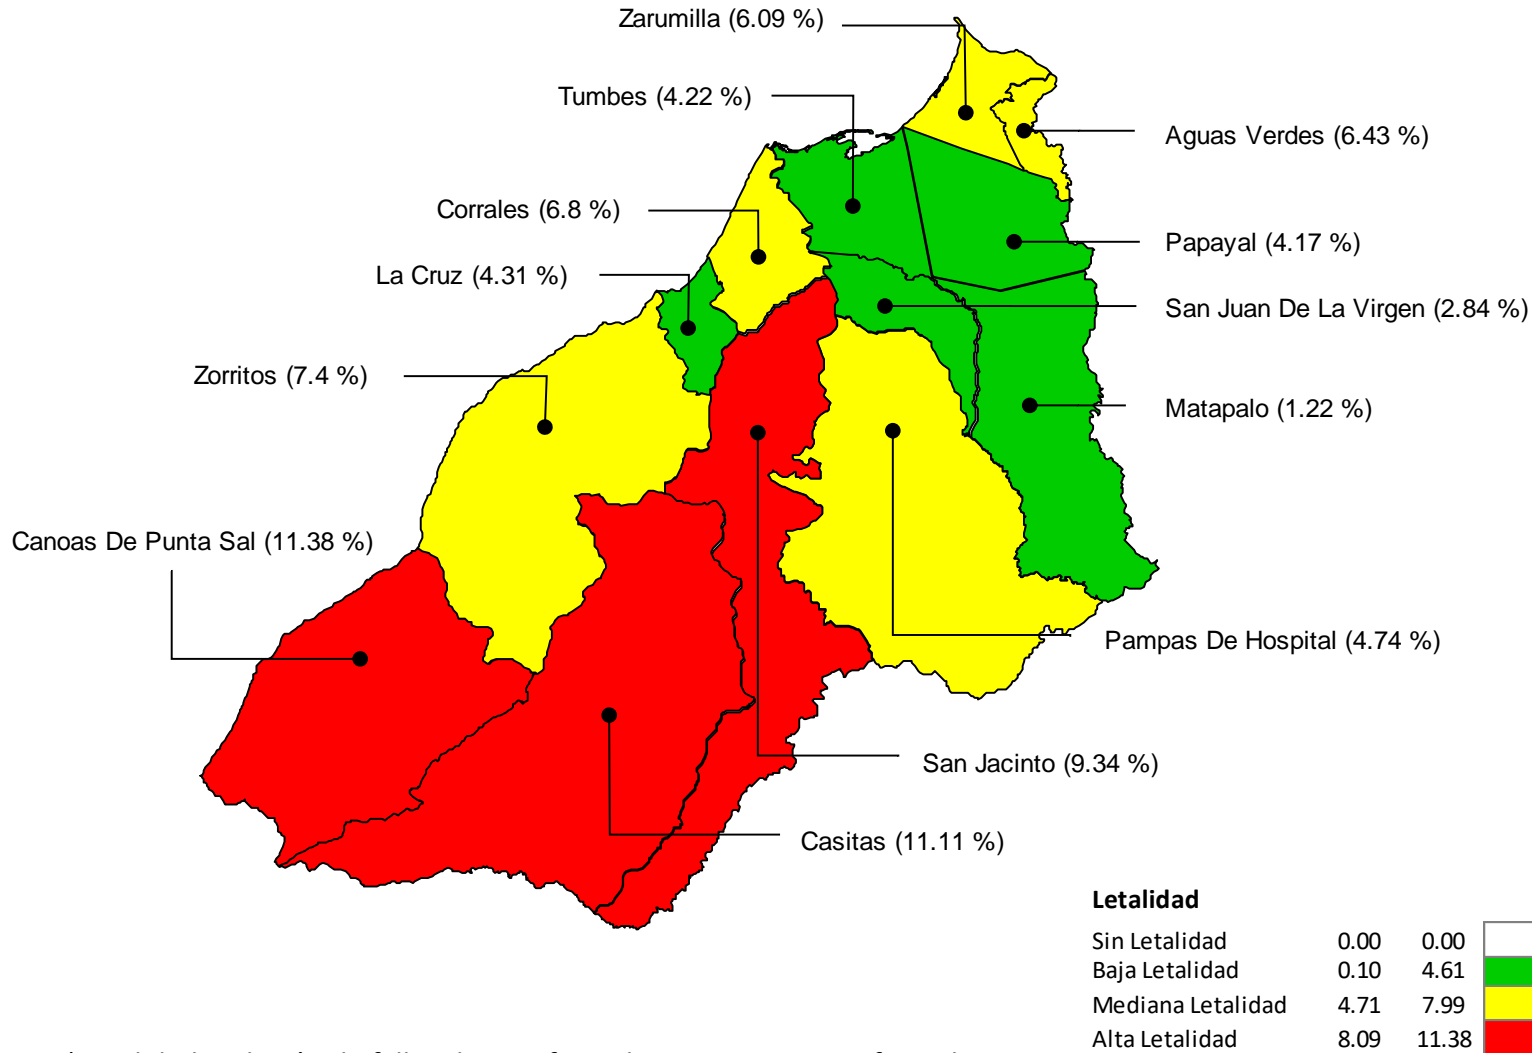 Zarumilla (6.09 %)
Tumbes (4.22 %)
Aguas Verdes (6.43 %)
Corrales (6.8 %)
Papayal (4.17 %)
La Cruz (4.31 %)
San Juan De La Virgen (2.84 %)
Zorritos (7.4 %)
Matapalo (1.22 %)
Canoas De Punta Sal (11.38 %)
Pampas De Hospital (4.74 %)
San Jacinto (9.34 %)
Casitas (11.11 %)
Letalidad
Sin Letalidad 0.00 0.00
Baja Letalidad 0.10 4.61
Mediana Letalidad 4.71 7.99
Alta Letalidad 8.09 11.38